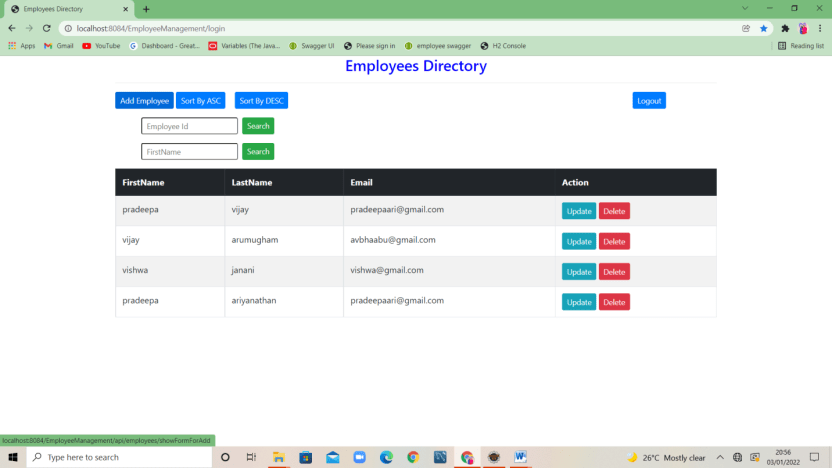 Employees Directory
localhost:8084/EmployeeManagement/login
Apps Gmail YouTube Dashboard - Great... Variables (The Java... Swagger UI Please sign in employee swagger H2 Console Reading list
Employees Directory
Add Employee Sort By ASC Sort By DESC Logout
Employee Id Search
FirstName Search
FirstName LastName Email Action
pradeepa vijay pradeepaari@gmail.com Update Delete
vijay arumugham avbhaabu@gmail.com Update Delete
vishwa janani vishwa@gmail.com Update Delete
pradeepa ariyanathan pradeepaari@gmail.com Update Delete
localhost:8084/EmployeeManagement/api/employees/showFormForAdd
Type here to search 26°C Mostly clear 20:56
03/01/2022